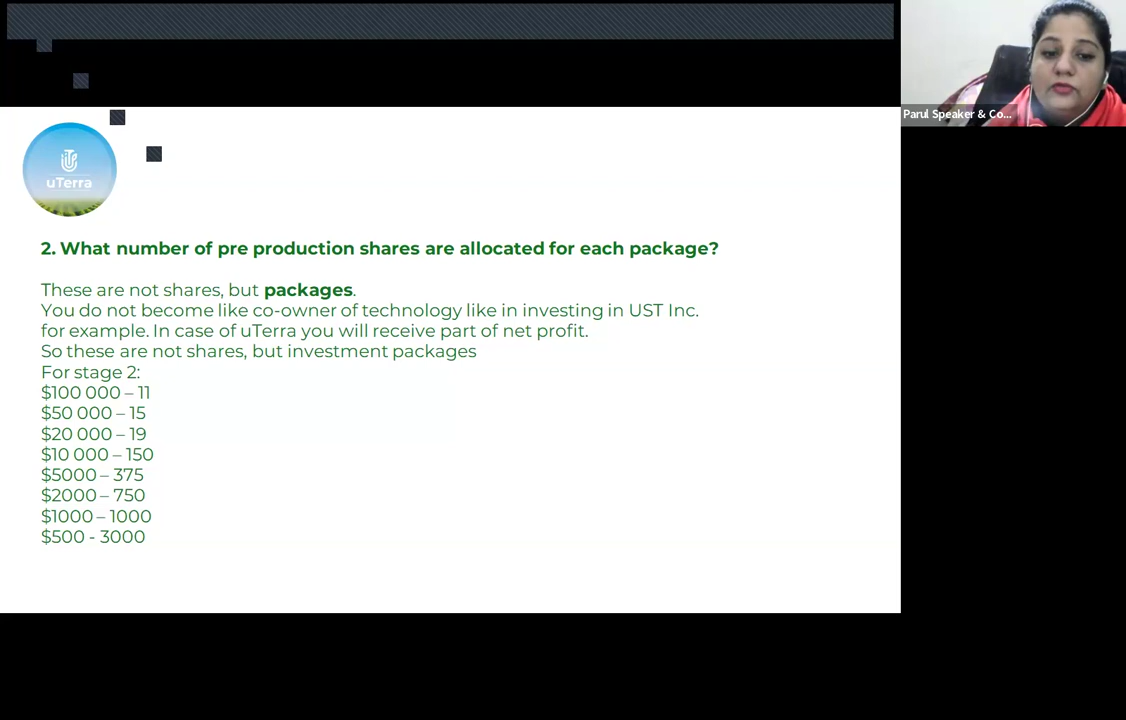 Parul Speaker & Co...
uTerra
2. What number of pre production shares are allocated for each package?
These are not shares, but packages.
You do not become like co-owner of technology like in investing in UST Inc.
for example. In case of uTerra you will receive part of net profit.
So these are not shares, but investment packages
For stage 2:
$100 000 – 11
$50 000 – 15
$20 000 – 19
$10 000 – 150
$5000 – 375
$2000 – 750
$1000 – 1000
$500 - 3000